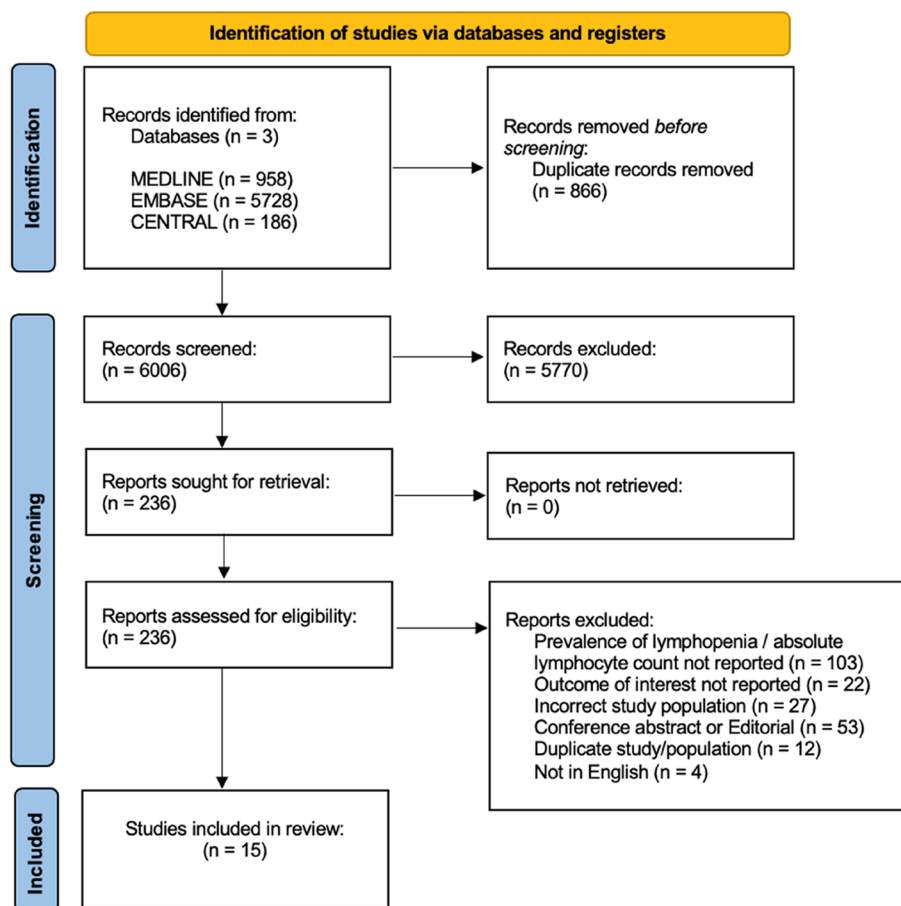 Identification of studies via databases and registers
Identification
Records identified from:
Databases (n = 3)
MEDLINE (n = 958)
EMBASE (n = 5728)
CENTRAL (n = 186)
Records removed before
screening:
Duplicate records removed
(n = 866)
Screening
Records screened:
(n = 6006)
Records excluded:
(n = 5770)
Reports sought for retrieval:
(n = 236)
Reports not retrieved:
(n = 0)
Reports assessed for eligibility:
(n = 236)
Reports excluded:
Prevalence of lymphopenia / absolute
lymphocyte count not reported (n = 103)
Outcome of interest not reported (n = 22)
Incorrect study population (n = 27)
Conference abstract or Editorial (n = 53)
Duplicate study/population (n = 12)
Not in English (n = 4)
Included
Studies included in review:
(n = 15)